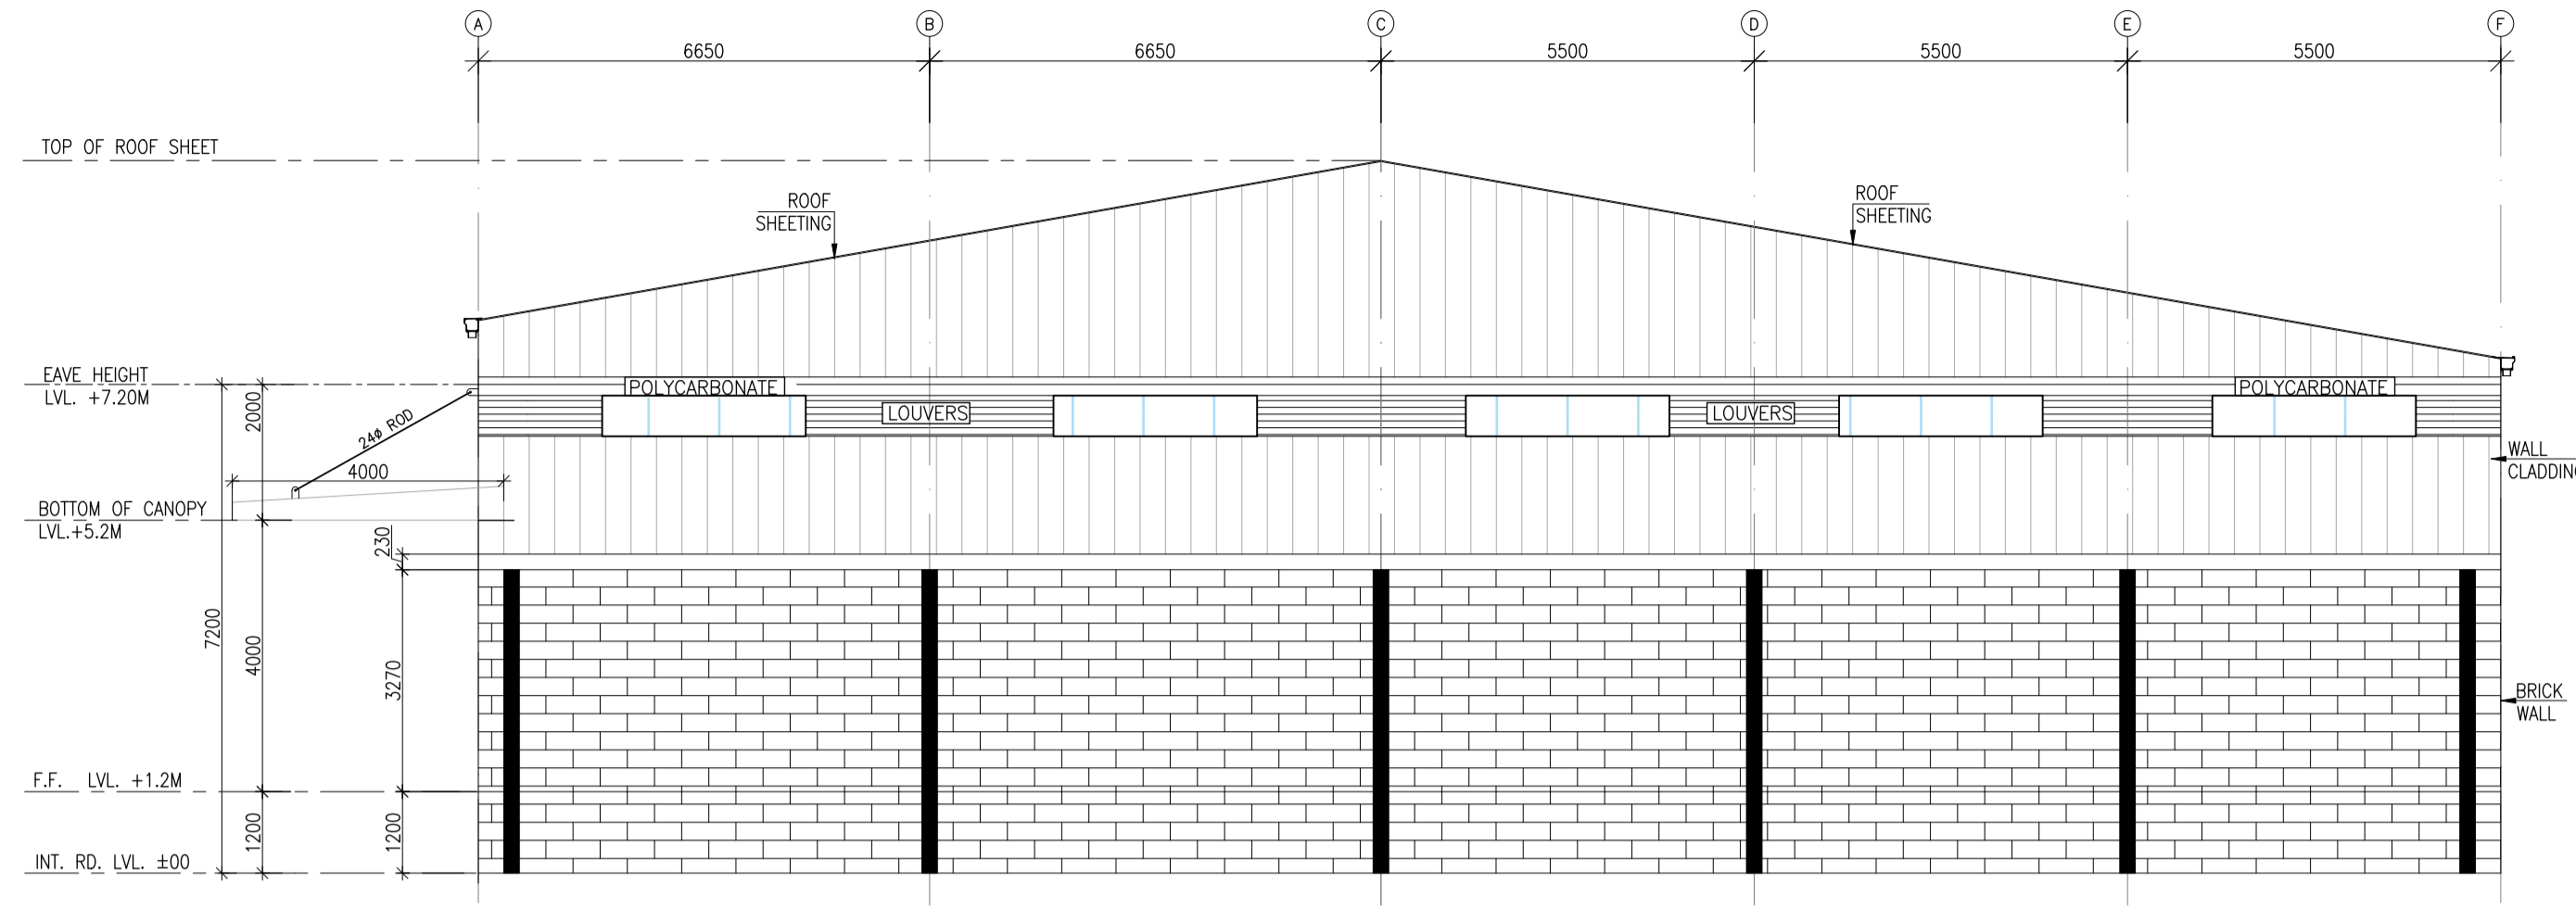 A
B
C
D
E
F
6650
6650
5500
5500
5500
TOP OF ROOF SHEET
ROOF
SHEETING
ROOF
SHEETING
EAVE HEIGHT
LVL. +7.20M
POLYCARBONATE
POLYCARBONATE
LOUVERS
LOUVERS
2000
24ø ROD
4000
WALL
CLADDING
BOTTOM OF CANOPY
LVL.+5.2M
230
7200
4000
3270
BRICK
WALL
F.F. LVL. +1.2M
1200
1200
INT. RD. LVL. ±00